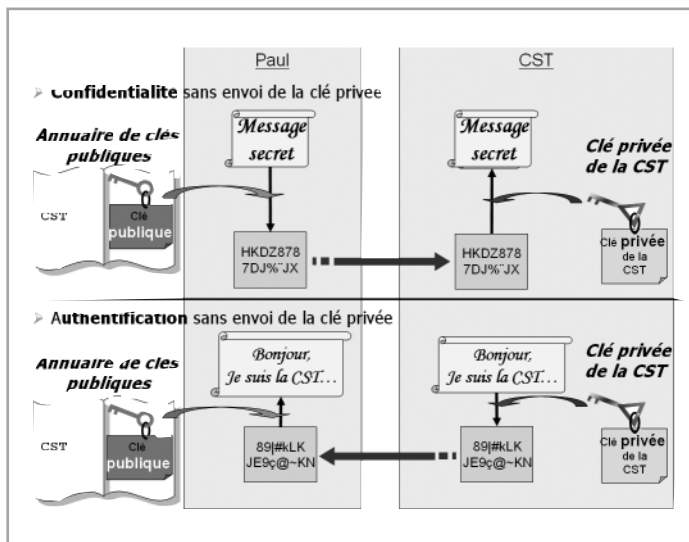 Paul
CST
Confidentialité sans envoi de la clé privée
Annuaire de clés
publiques
CST
Clé
publique
Message
secret
HKDZ878
7DJ%¨JX
Message
secret
HKDZ878
7DJ%¨JX
Clé privée
de la CST
Clé privée
de la
CST
Authentification sans envoi de la clé privée
Annuaire de clés
publiques
CST
Clé
publique
Bonjour,
Je suis la CST…
89|#kLK
JE9ç@~KN
Bonjour,
Je suis la CST…
89|#kLK
JE9ç@~KN
Clé privée
de la CST
Clé privée
de la
CST